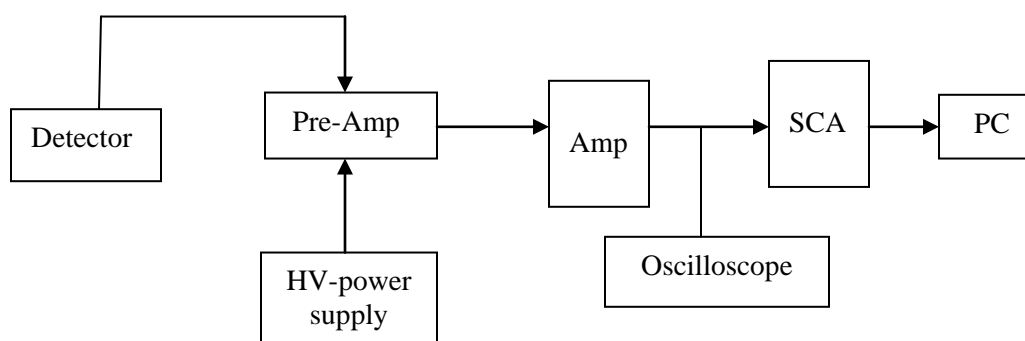 Detector
Pre-Amp
Amp
SCA
PC
HV-power
supply
Oscilloscope